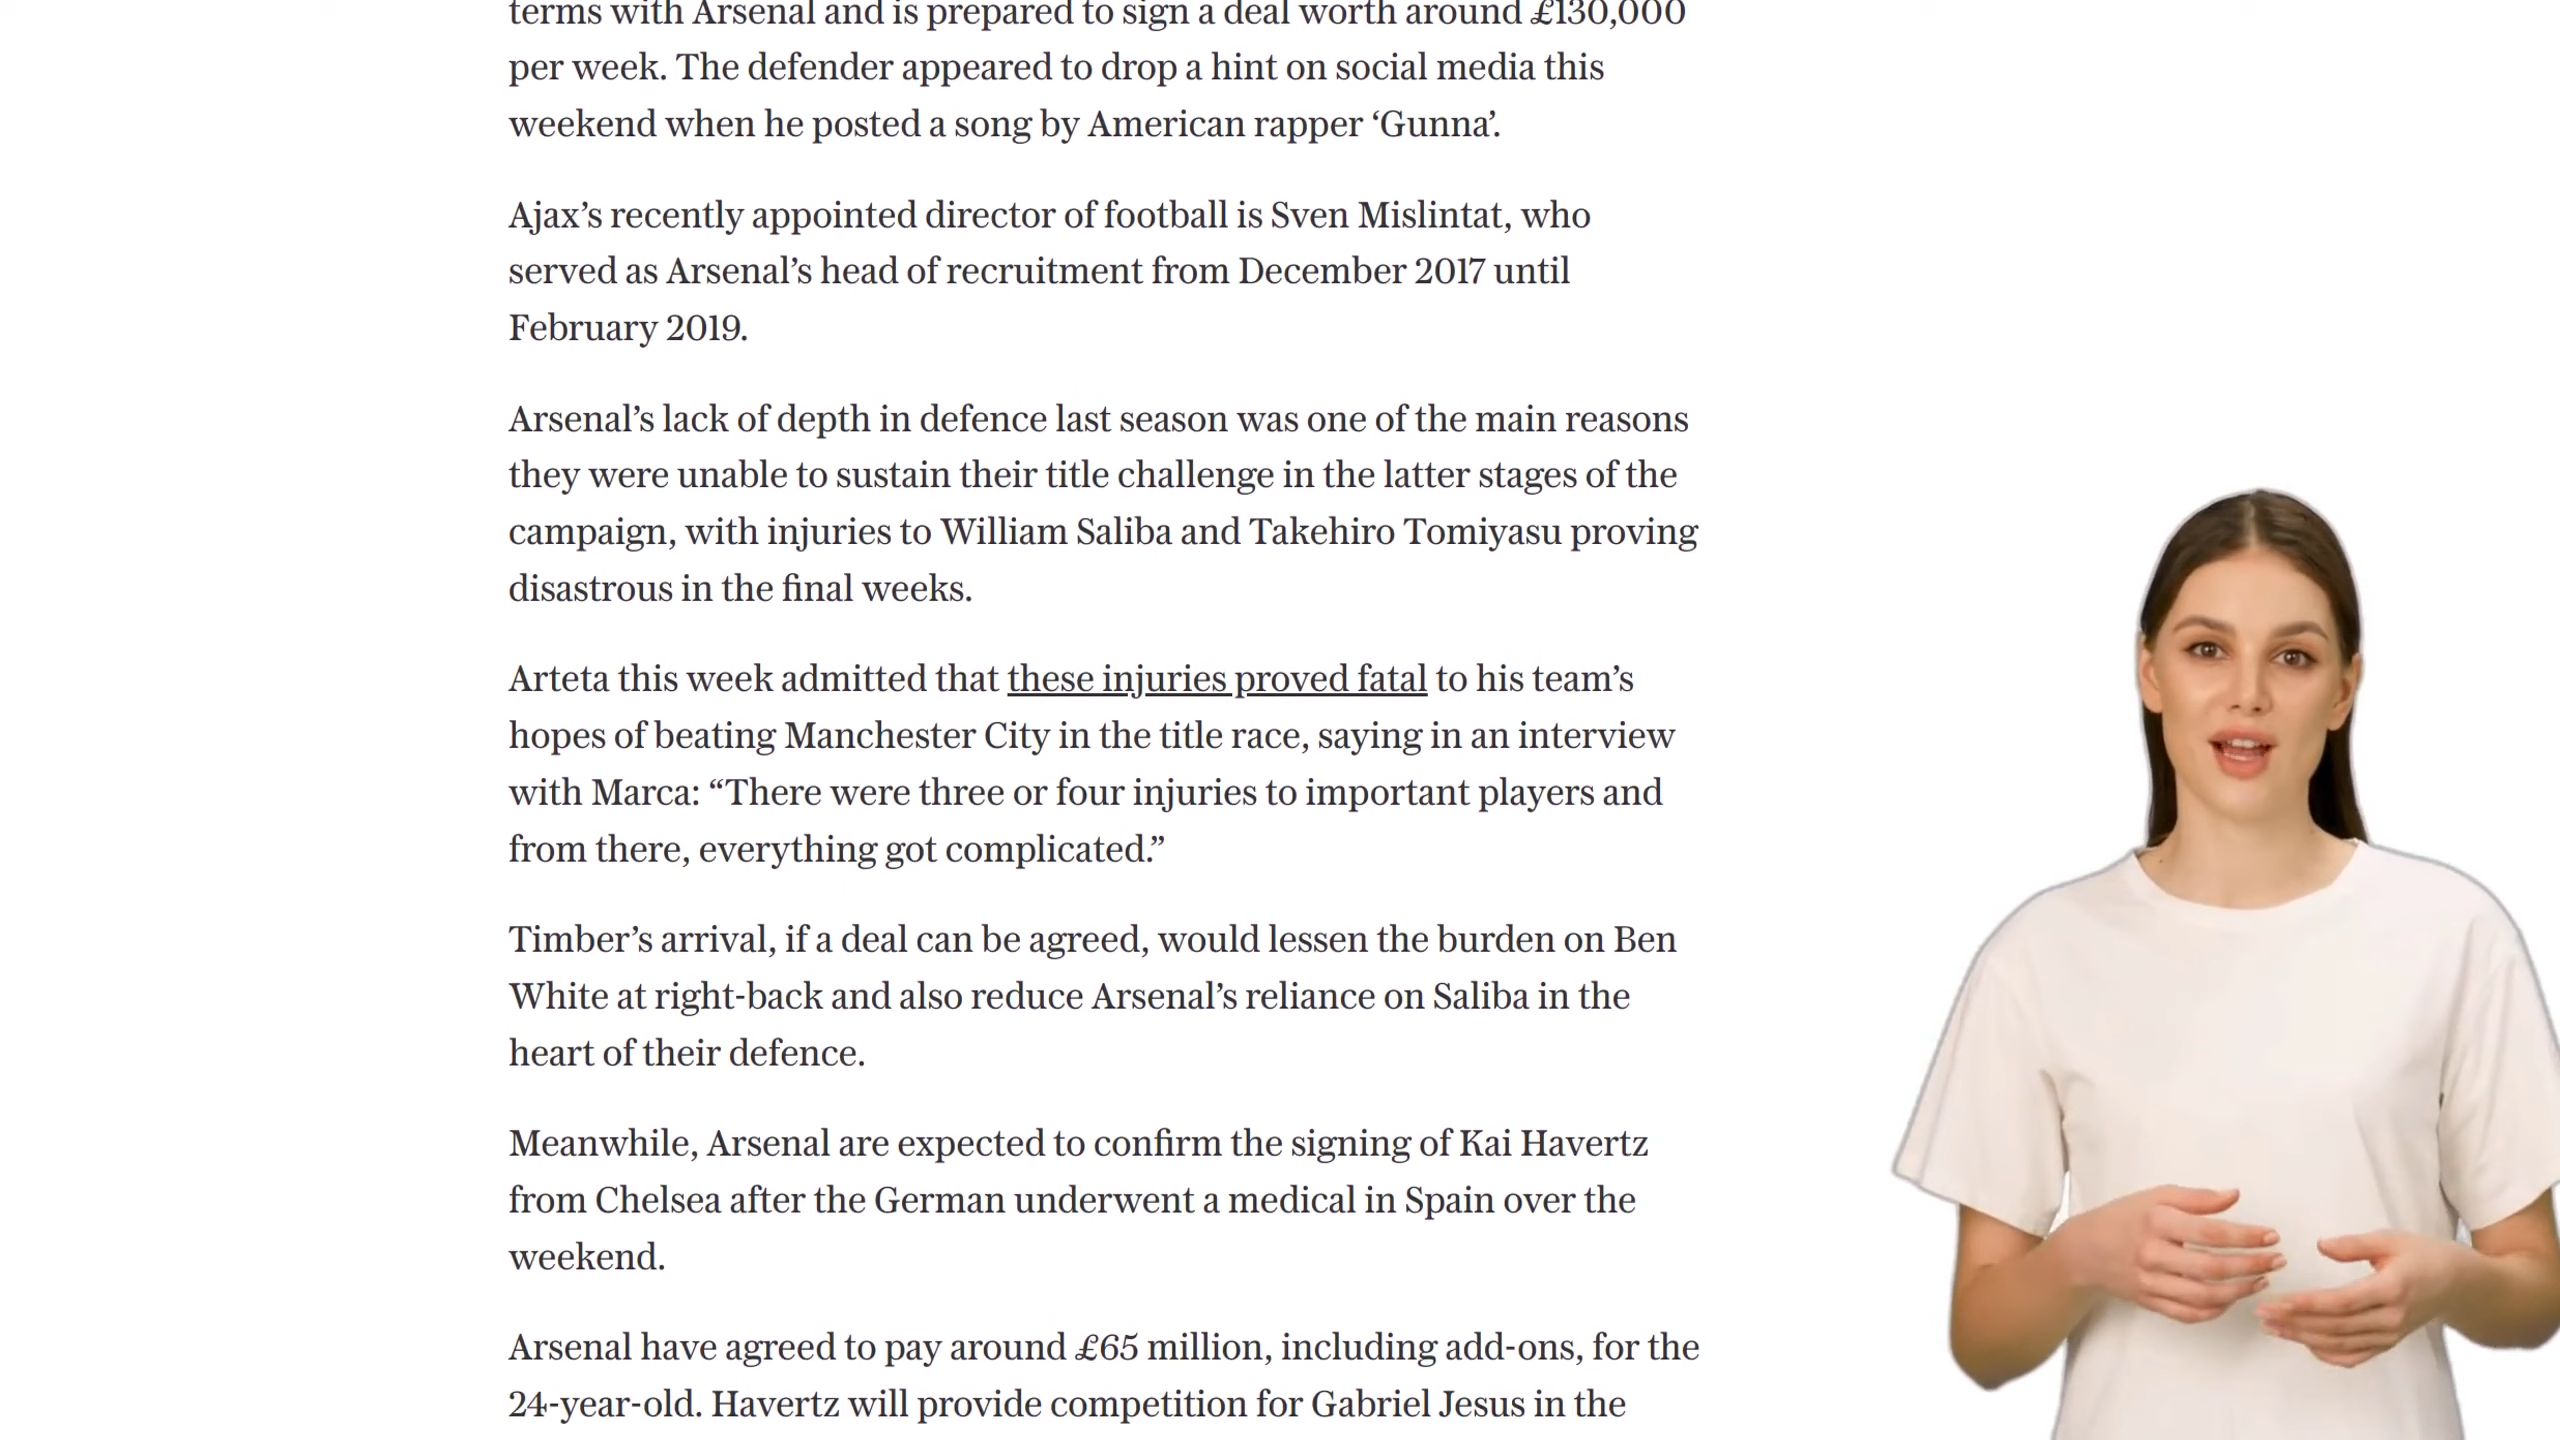 terms with Arsenal and is prepared to sign a deal worth around £130,000
per week. The defender appeared to drop a hint on social media this
weekend when he posted a song by American rapper ‘Gunna’.
Ajax’s recently appointed director of football is Sven Mislintat, who
served as Arsenal’s head of recruitment from December 2017 until
February 2019.
Arsenal’s lack of depth in defence last season was one of the main reasons
they were unable to sustain their title challenge in the latter stages of the
campaign, with injuries to William Saliba and Takehiro Tomiyasu proving
disastrous in the final weeks.
Arteta this week admitted that these injuries proved fatal to his team’s
hopes of beating Manchester City in the title race, saying in an interview
with Marca: “There were three or four injuries to important players and
from there, everything got complicated.”
Timber’s arrival, if a deal can be agreed, would lessen the burden on Ben
White at right-back and also reduce Arsenal’s reliance on Saliba in the
heart of their defence.
Meanwhile, Arsenal are expected to confirm the signing of Kai Havertz
from Chelsea after the German underwent a medical in Spain over the
weekend.
Arsenal have agreed to pay around £65 million, including add-ons, for the
24-year-old. Havertz will provide competition for Gabriel Jesus in the